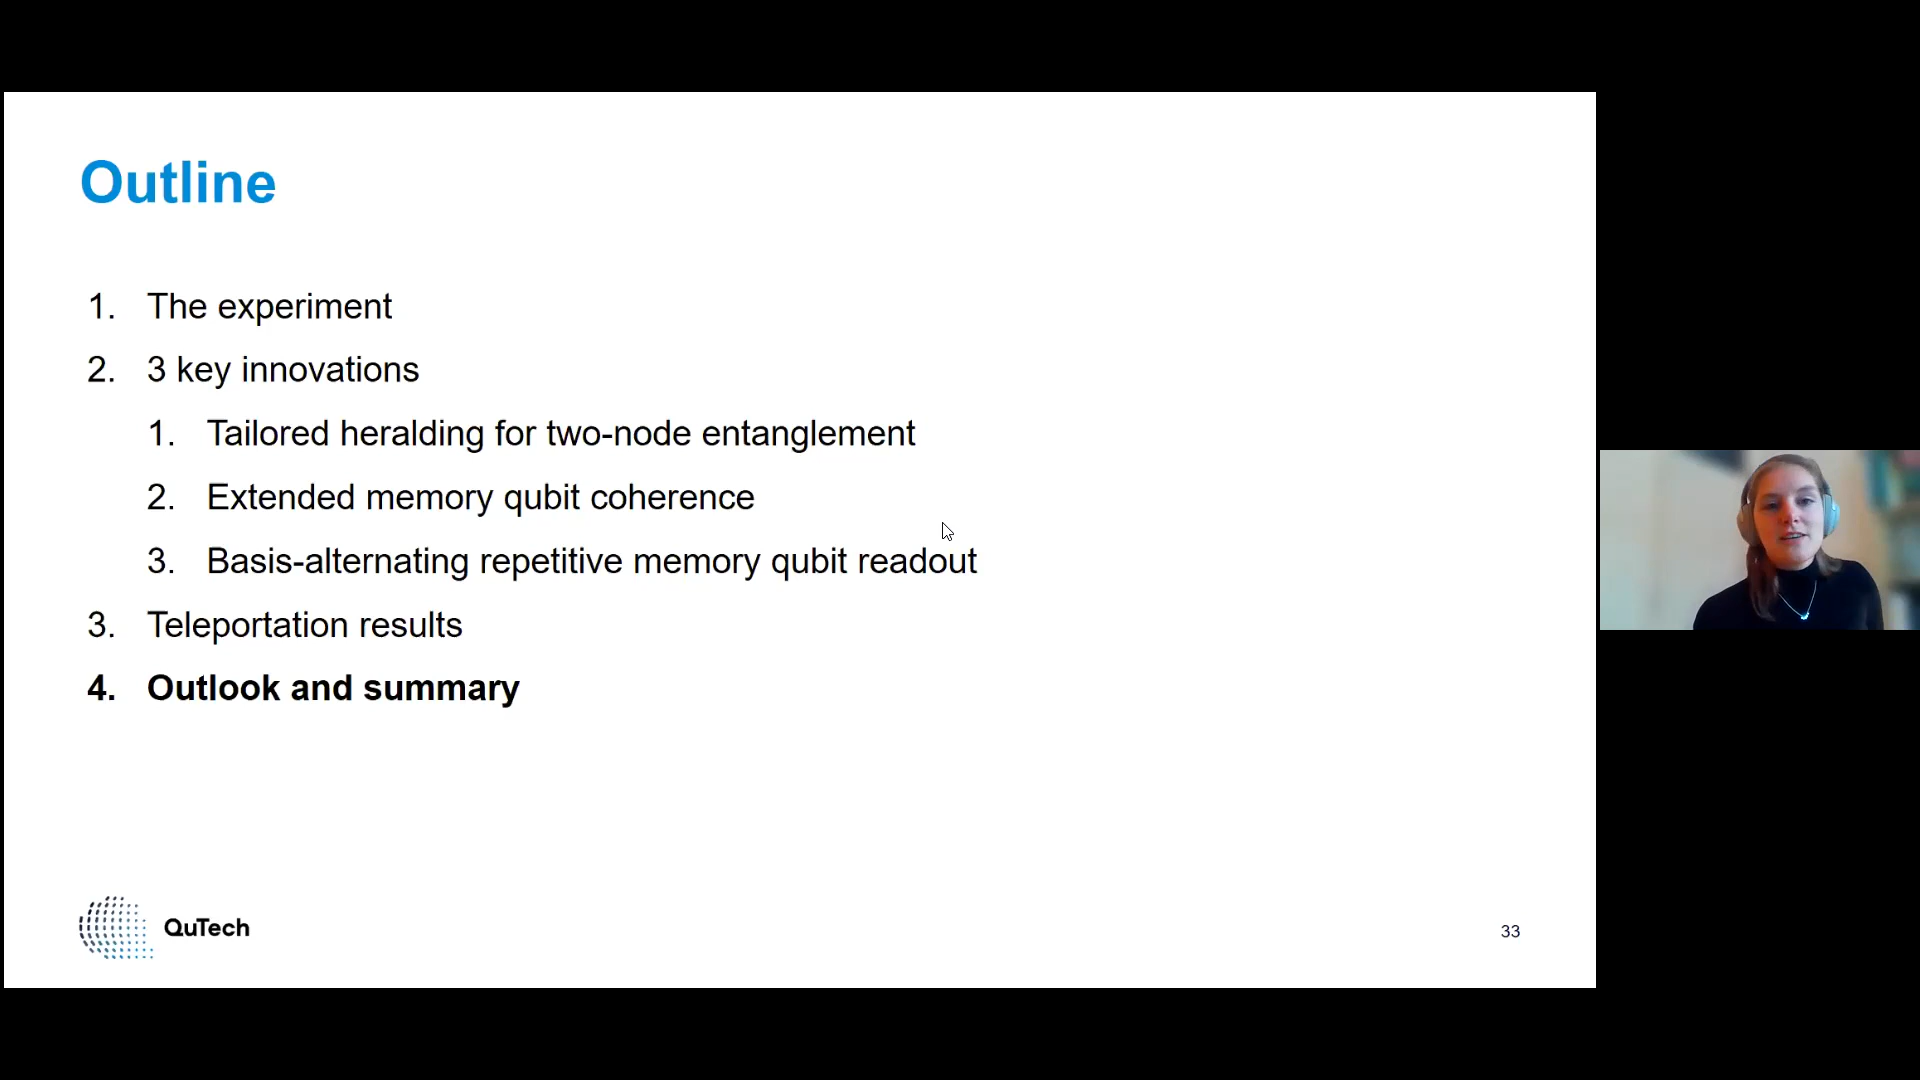 Outline
1. The experiment
2. 3 key innovations
1. Tailored heralding for two-node entanglement
2. Extended memory qubit coherence
3. Basis-alternating repetitive memory qubit readout
3. Teleportation results
4. Outlook and summary
QuTech
33